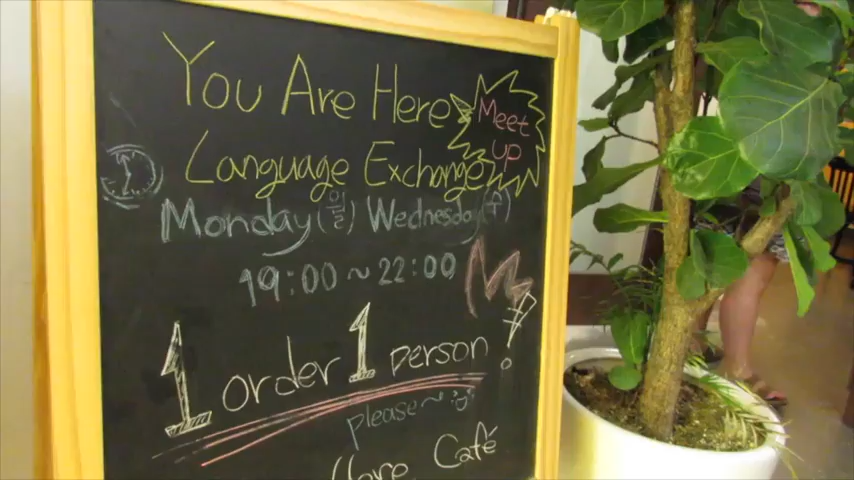 You Are Here
Meet
up
Language Exchange
Monday (월) Wednesday (수)
19:00 ~ 22:00
1 order 1 person!
please~
Café